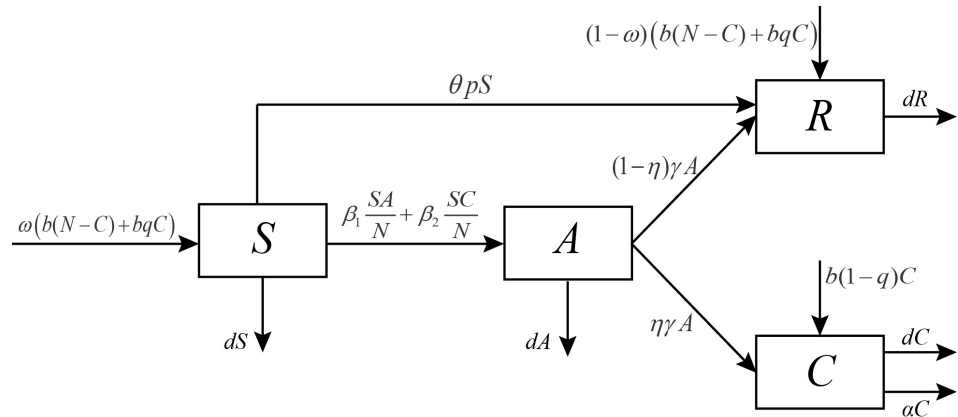 (1−ω)(b(N−C)+bqC)
θpS
R
dR
(1−η)γA
ω(b(N−C)+bqC)
S
β₁ SA/N + β₂ SC/N
A
b(1−q)C
dS
dA
ηγA
C
dC
αC